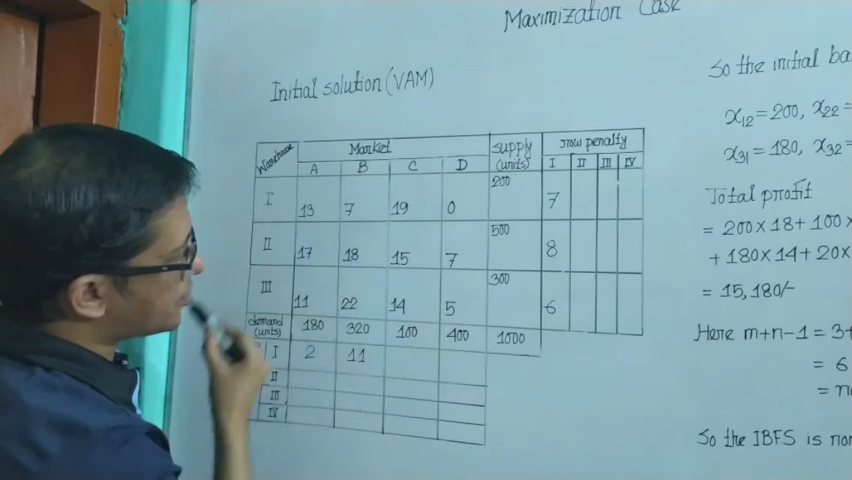 Maximization Case
Initial solution (VAM)
Warehouse Market supply (units) row penalty
A B C D I II III IV
I 13 7 19 0 200 7
II 17 18 15 7 500 8
III 11 22 14 5 300 6
demand (units) 180 320 100 400 1000
I 2 11
II
III
IV
So the initial
x12 = 200, x22 =
x31 = 180, x32 =
Total profit
= 200 × 18 + 100 ×
+ 180 × 14 + 20 ×
= 15,180/-
Here m+n-1 = 3+
= 6
So the IBFS is